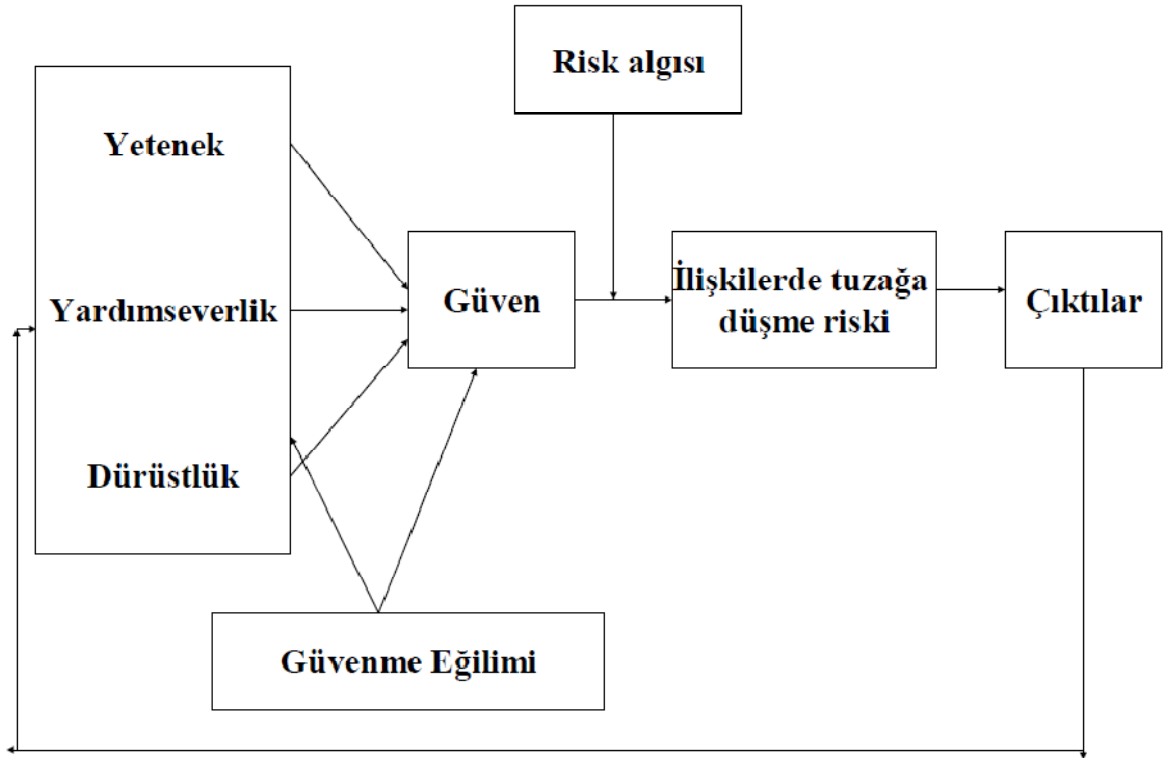 Risk algısı
Yetenek
Yardımseverlik
Dürüstlük
Güven
İlişkilerde tuzağa
düşme riski
Çıktılar
Güvenme Eğilimi